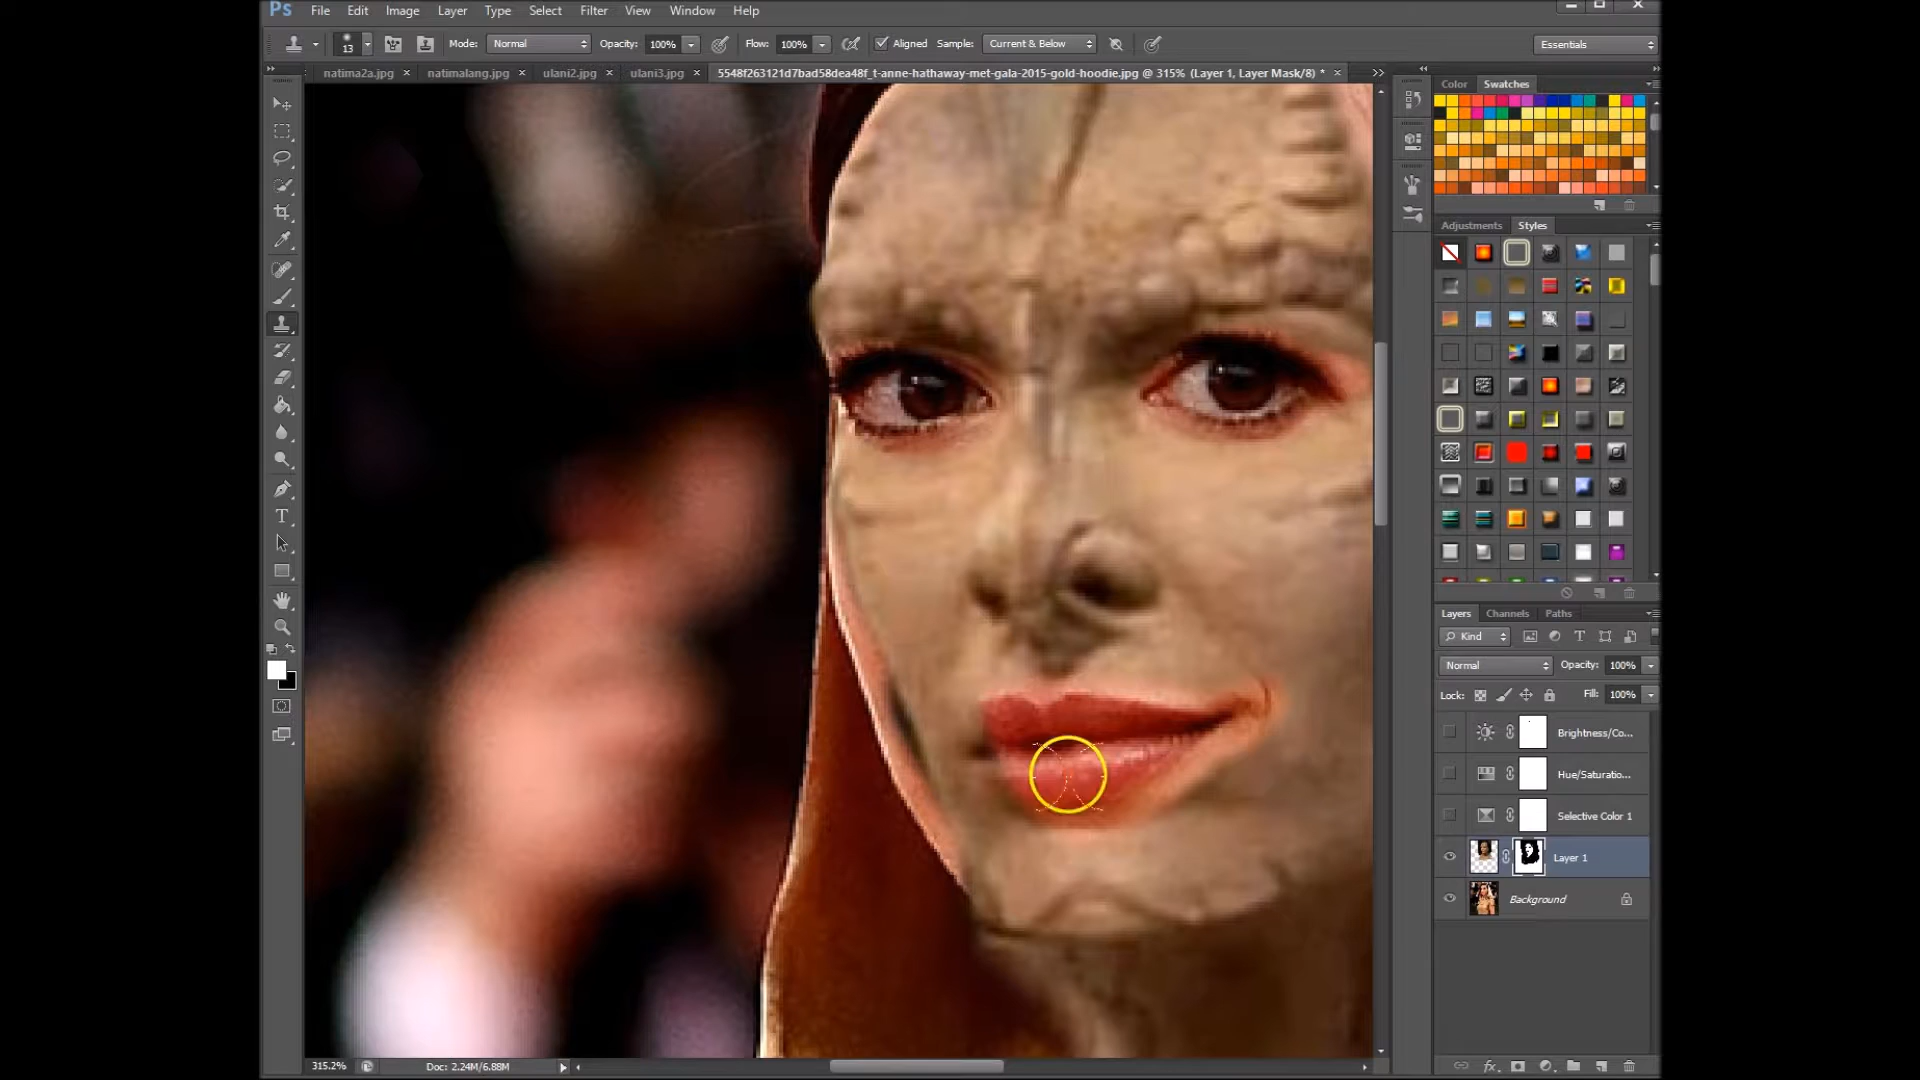 Ps File Edit Image Layer Type Select Filter View Window Help
13 Mode: Normal Opacity: 100% Flow: 100% Aligned Sample: Current & Below Essentials
natima2a.jpg × natimalang.jpg × ulani2.jpg × ulani3.jpg × 5548f263121d7bad58dea48f_t-anne-hathaway-met-gala-2015-gold-hoodie.jpg @ 315% (Layer 1, Layer Mask/8) * ×
Color Swatches
Adjustments Styles
Layers Channels Paths
Kind
Normal Opacity: 100%
Lock: Fill: 100%
Brightness/Co...
Hue/Saturatio...
Selective Color 1
Layer 1
Background
315.2% Doc: 2.24M/6.88M